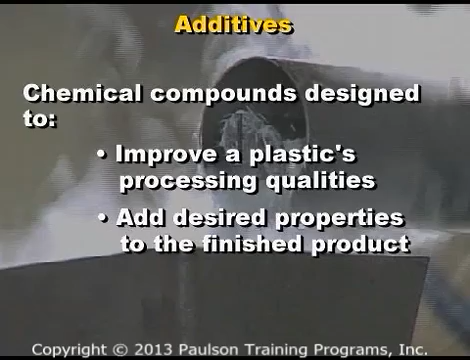 Additives
Chemical compounds designed
to:
• Improve a plastic's
processing qualities
• Add desired properties
to the finished product
Copyright © 2013 Paulson Training Programs, Inc.